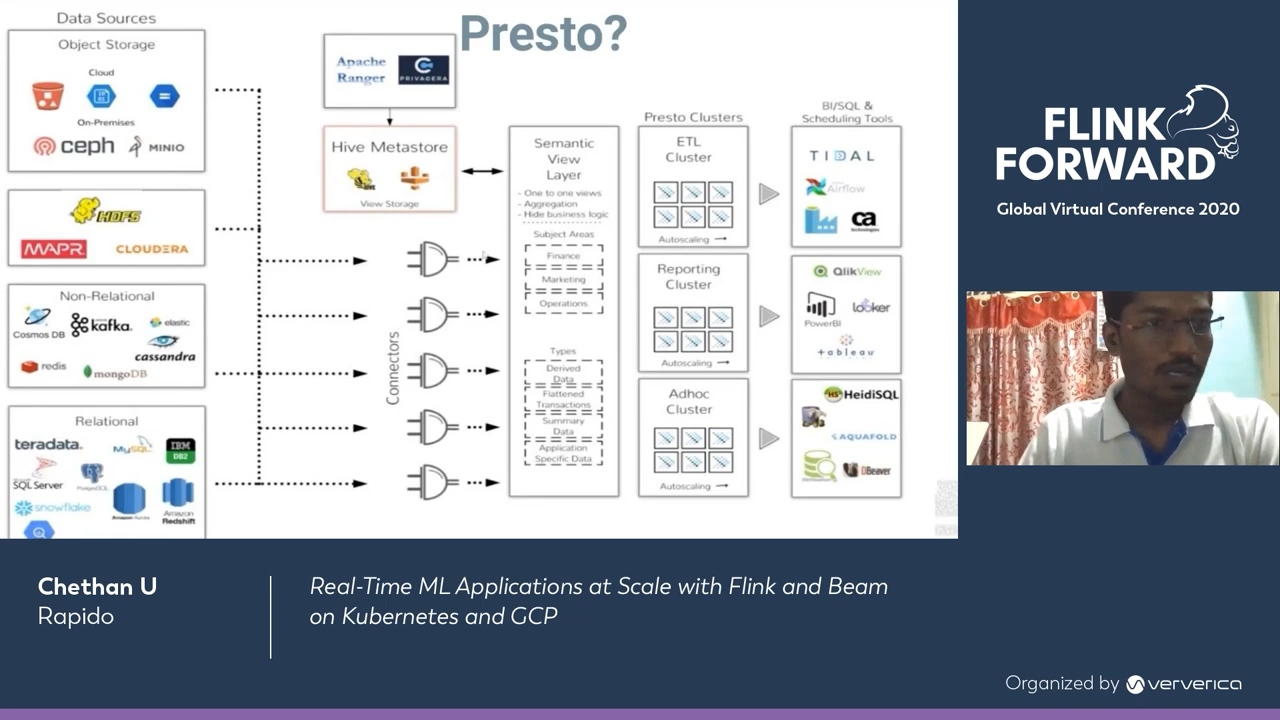 Presto?
Data Sources
Object Storage
Cloud
On-Premises
ceph
MINIO
HDFS
MAPR
CLOUDERA
Non-Relational
Cosmos DB
kafka.
elastic
cassandra
redis
mongoDB
Relational
teradata.
MySQL
IBM
DB2
SQL Server
PostgreSQL
snowflake
Amazon Aurora
Amazon
Redshift
Apache
Ranger
PRIVACERA
Hive Metastore
HIVE
View Storage
Connectors
Semantic
View
Layer
- One to one views
- Aggregation
- Hide business logic
Subject Areas
Finance
Marketing
Operations
Types
Derived
Data
Flattened
Transactions
Summary
Data
Application
Specific Data
Presto Clusters
ETL
Cluster
Autoscaling
Reporting
Cluster
Autoscaling
Adhoc
Cluster
Autoscaling
BI/SQL &
Scheduling Tools
TIDAL
Airflow
ca
technologies
QlikView
PowerBI
looker
+ableau
HS HeidiSQL
AQUAFOLD
DBeaver
FLINK
FORWARD
Global Virtual Conference 2020
Chethan U
Rapido
Real-Time ML Applications at Scale with Flink and Beam
on Kubernetes and GCP
Organized by ververica